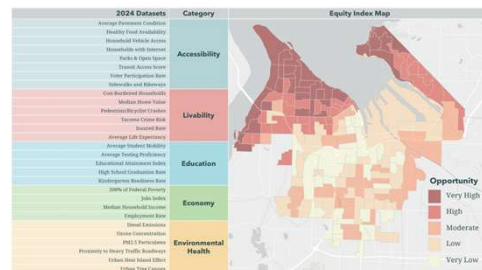 2024 Datasets Category Equity Index Map
Average Pavement Condition
Healthy Food Availability
Household Vehicle Access
Households with Internet
Parks & Open Space
Transit Access Score
Voter Participation Rate
Sidewalks and Bikeways
Accessibility
Cost-Burdened Households
Median Home Value
Pedestrian/Bicyclist Crashes
Tacoma Crime Risk
Insured Rate
Average Life Expectancy
Livability
Average Student Mobility
Average Testing Proficiency
Educational Attainment Index
High School Graduation Rate
Kindergarten Readiness Rate
Education
200% of Federal Poverty
Jobs Index
Median Household Income
Employment Rate
Economy
Diesel Emissions
Ozone Concentration
PM2.5 Particulates
Proximity to Heavy Traffic Roadways
Urban Heat Island Effect
Urban Tree Canopy
Environmental
Health
Opportunity
Very High
High
Moderate
Low
Very Low